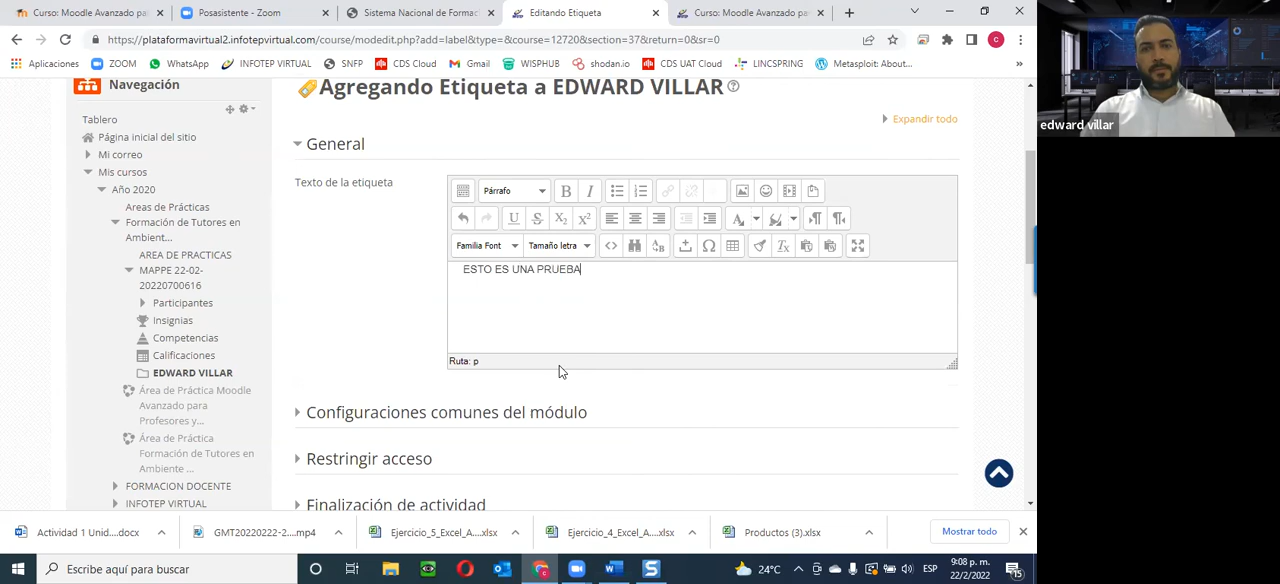 Curso: Moodle Avanzado pa
Posasistente - Zoom
Sistema Nacional de Formac
Editando Etiqueta
Curso: Moodle Avanzado pa
https://plataformavirtual2.infotepvirtual.com/course/modedit.php?add=label&type=&course=12720&section=37&return=0&sr=0
C
Aplicaciones
ZOOM
WhatsApp
INFOTEP VIRTUAL
SNFP
CDS Cloud
Gmail
WISPHUB
shodan.io
CDS UAT Cloud
LINCSPRING
Metasploit: About...
»
edward villar
Navegación
Tablero
Página inicial del sitio
Mi correo
Mis cursos
Año 2020
Areas de Prácticas
Formación de Tutores en
Ambient...
AREA DE PRACTICAS
MAPPE 22-02-
20220700616
Participantes
Insignias
Competencias
Calificaciones
EDWARD VILLAR
Área de Práctica Moodle
Avanzado para
Profesores y...
Área de Práctica
Formación de Tutores en
Ambiente ...
FORMACION DOCENTE
INFOTEP VIRTUAL
Agregando Etiqueta a EDWARD VILLAR
Expandir todo
General
Texto de la etiqueta
Párrafo
Familia Font
Tamaño letra
ESTO ES UNA PRUEBA
Ruta: p
Configuraciones comunes del módulo
Restringir acceso
Finalización de actividad
Actividad 1 Unid....docx
GMT20220222-2....mp4
Ejercicio_5_Excel_A....xlsx
Ejercicio_4_Excel_A....xlsx
Productos (3).xlsx
Mostrar todo
Escribe aquí para buscar
24°C
ESP
9:08 p. m.
22/2/2022
15